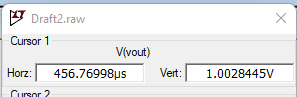 Draft2.raw
Cursor 1
V(vout)
Horz: 456.76998µs Vert: 1.0028445V
Cursor 2